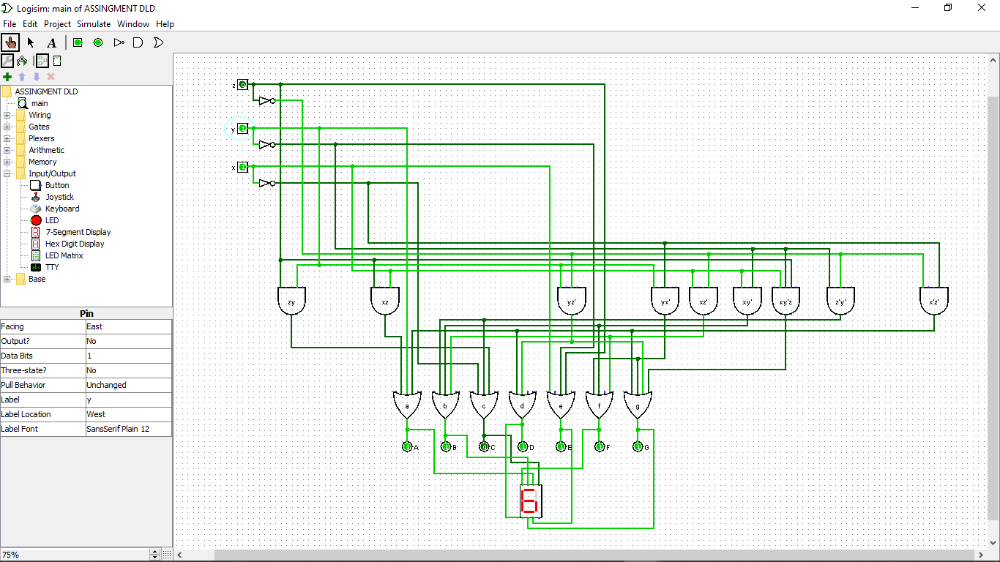 Logisim: main of ASSINGMENT DLD
File Edit Project Simulate Window Help
A
ASSINGMENT DLD
main
Wiring
Gates
Plexers
Arithmetic
Memory
Input/Output
Button
Joystick
Keyboard
LED
7-Segment Display
Hex Digit Display
LED Matrix
TTY
Base
Pin
Facing East
Output? No
Data Bits 1
Three-state? No
Pull Behavior Unchanged
Label y
Label Location West
Label Font SansSerif Plain 12
75%
z 0
y 1
x 1
zy xz yz' yx' xz' xy' xy'z z'y' x'z'
a b c d e f g
1 A 1 B 0 C 1 D 1 E 1 F 1 G